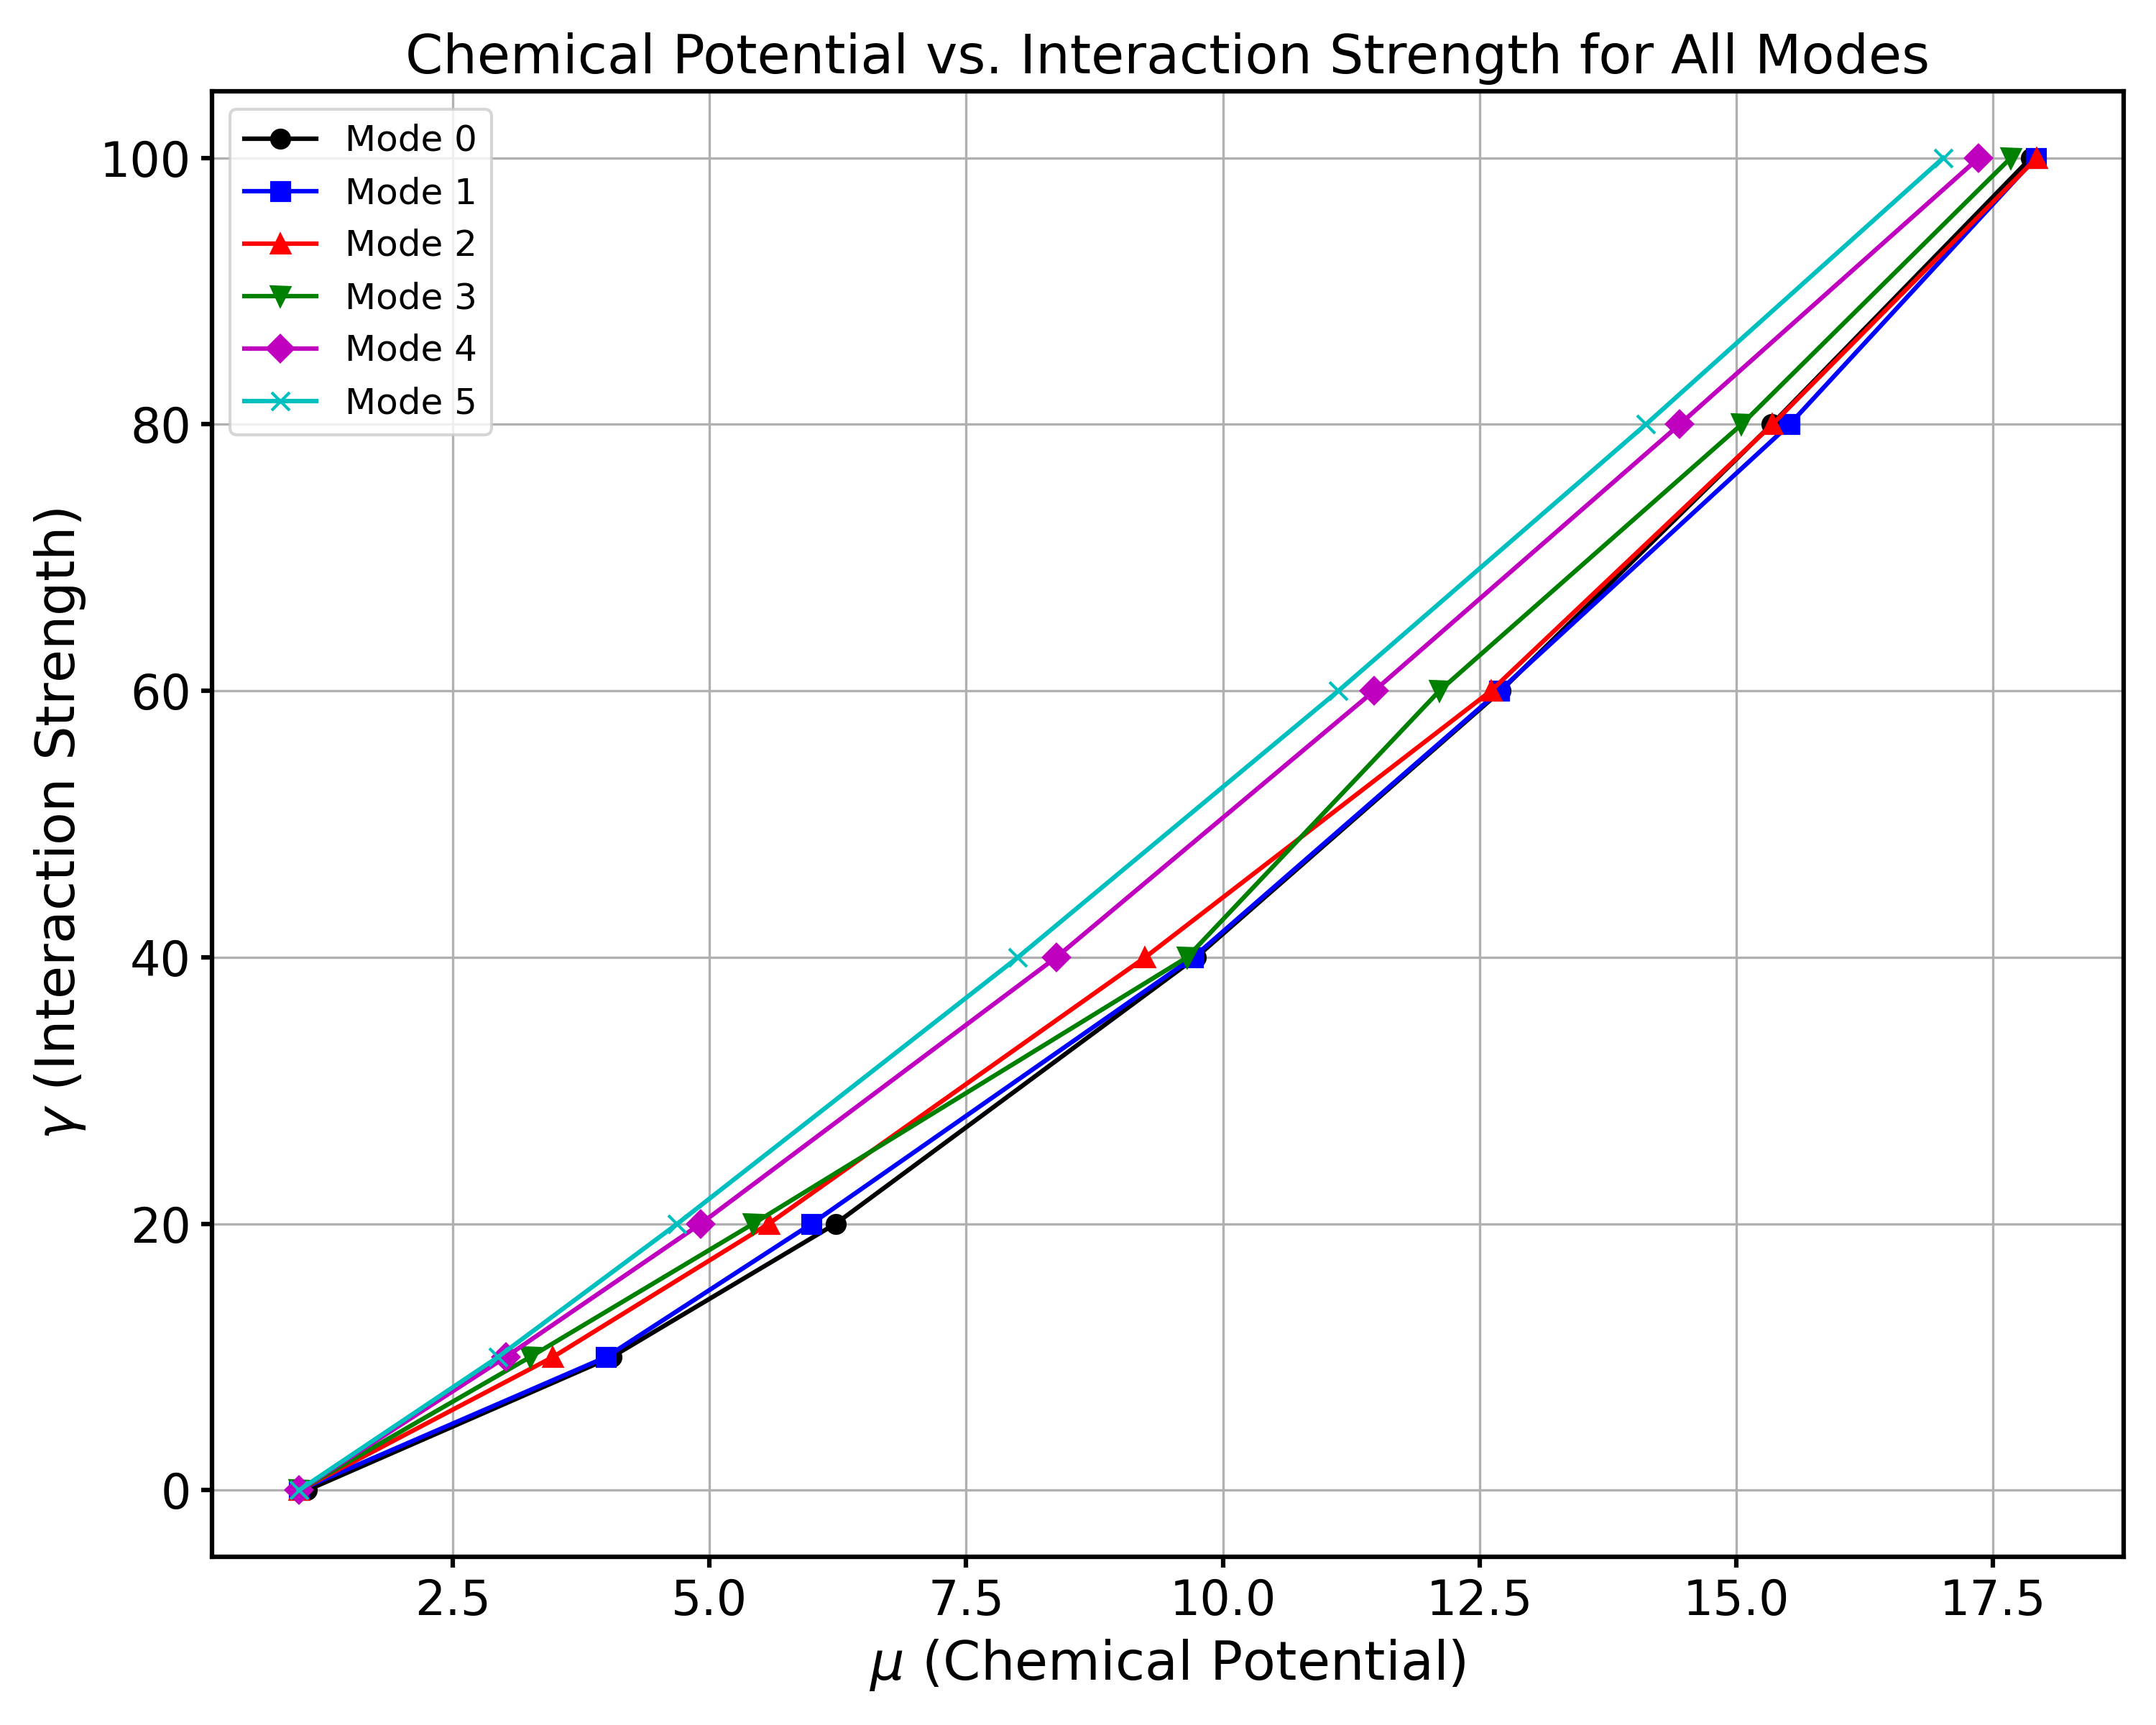 Chemical Potential vs. Interaction Strength for All Modes
Mode 0
Mode 1
Mode 2
Mode 3
Mode 4
Mode 5
100
80
60
40
20
0
γ (Interaction Strength)
2.5 5.0 7.5 10.0 12.5 15.0 17.5
μ (Chemical Potential)